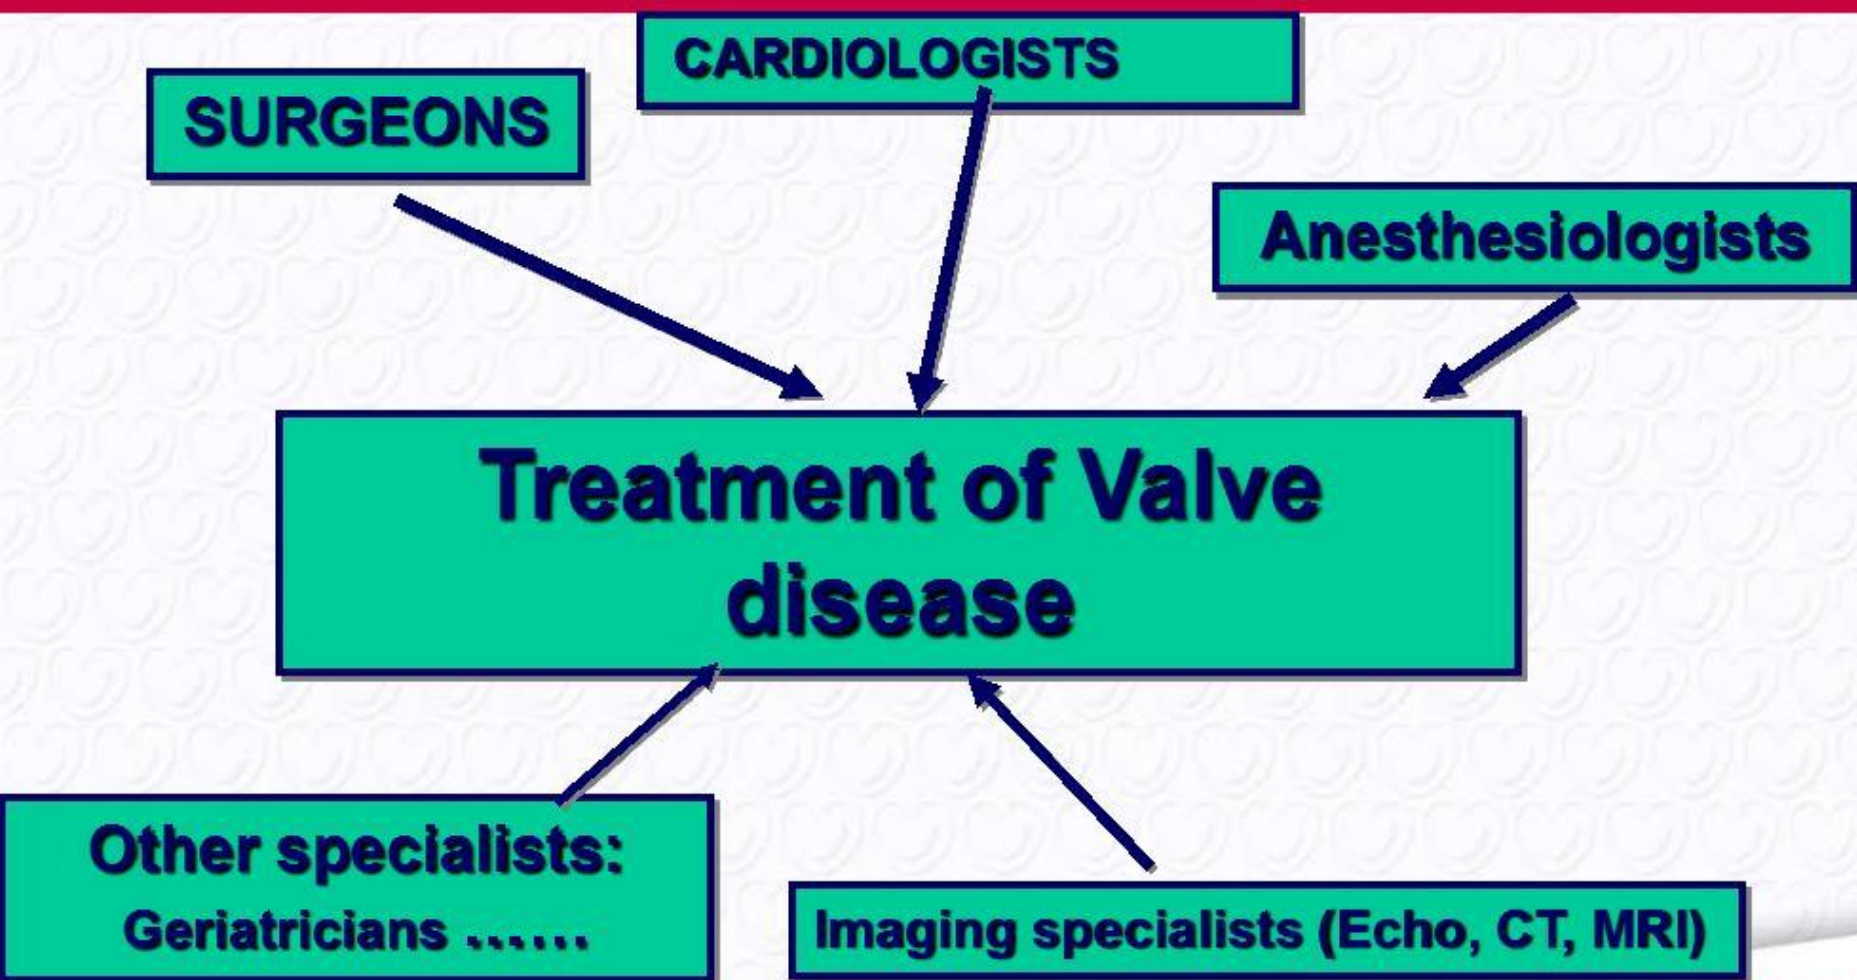 CARDIOLOGISTS
SURGEONS
Anesthesiologists
Treatment of Valve
disease
Other specialists:
Geriatricians ......
Imaging specialists (Echo, CT, MRI)